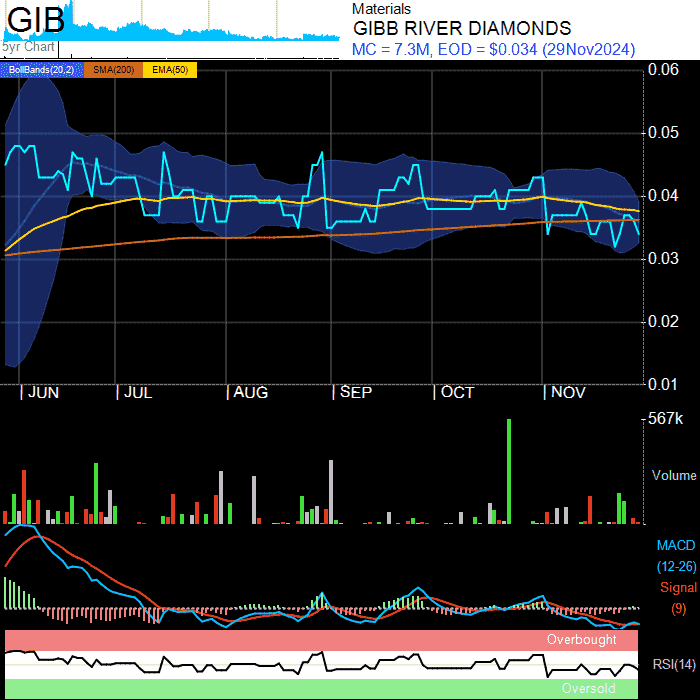 GIB
5yr Chart
Materials
GIBB RIVER DIAMONDS
MC = 7.3M, EOD = $0.034 (29Nov2024)
BollBands(20,2) SMA(200) EMA(50)
0.06
0.05
0.04
0.03
0.02
0.01
JUN JUL AUG SEP OCT NOV
567k
Volume
MACD
(12-26)
Signal
(9)
Overbought
RSI(14)
Oversold